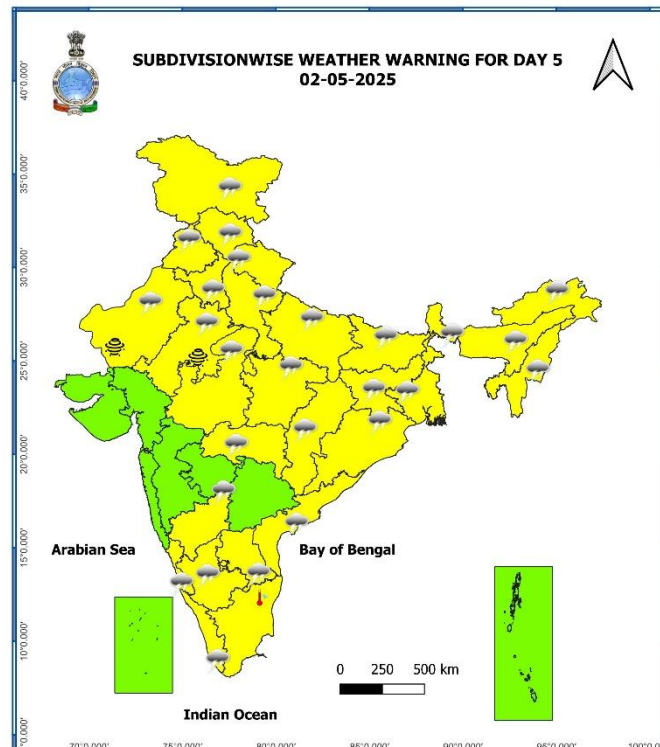 SUBDIVISIONWISE WEATHER WARNING FOR DAY 5
02-05-2025
40°0.000'
35°0.000'
30°0.000'
25°0.000'
20°0.000'
15°0.000'
10°0.000'
°0.000'
Arabian Sea
Bay of Bengal
0 250 500 km
Indian Ocean
70°0.000' 75°0.000' 80°0.000' 85°0.000' 90°0.000' 95°0.000' 100°0.0